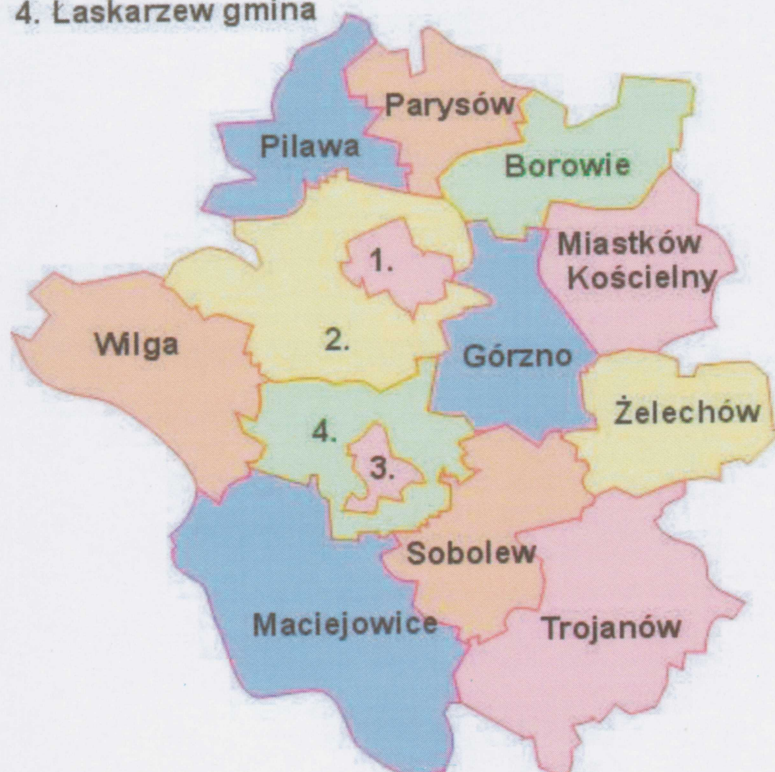 4. Łaskarzew gmina
Parysów
Pilawa
Borowie
Miastków
Kościelny
1.
Wilga
2.
Górzno
Żelechów
4.
3.
Sobolew
Maciejowice
Trojanów